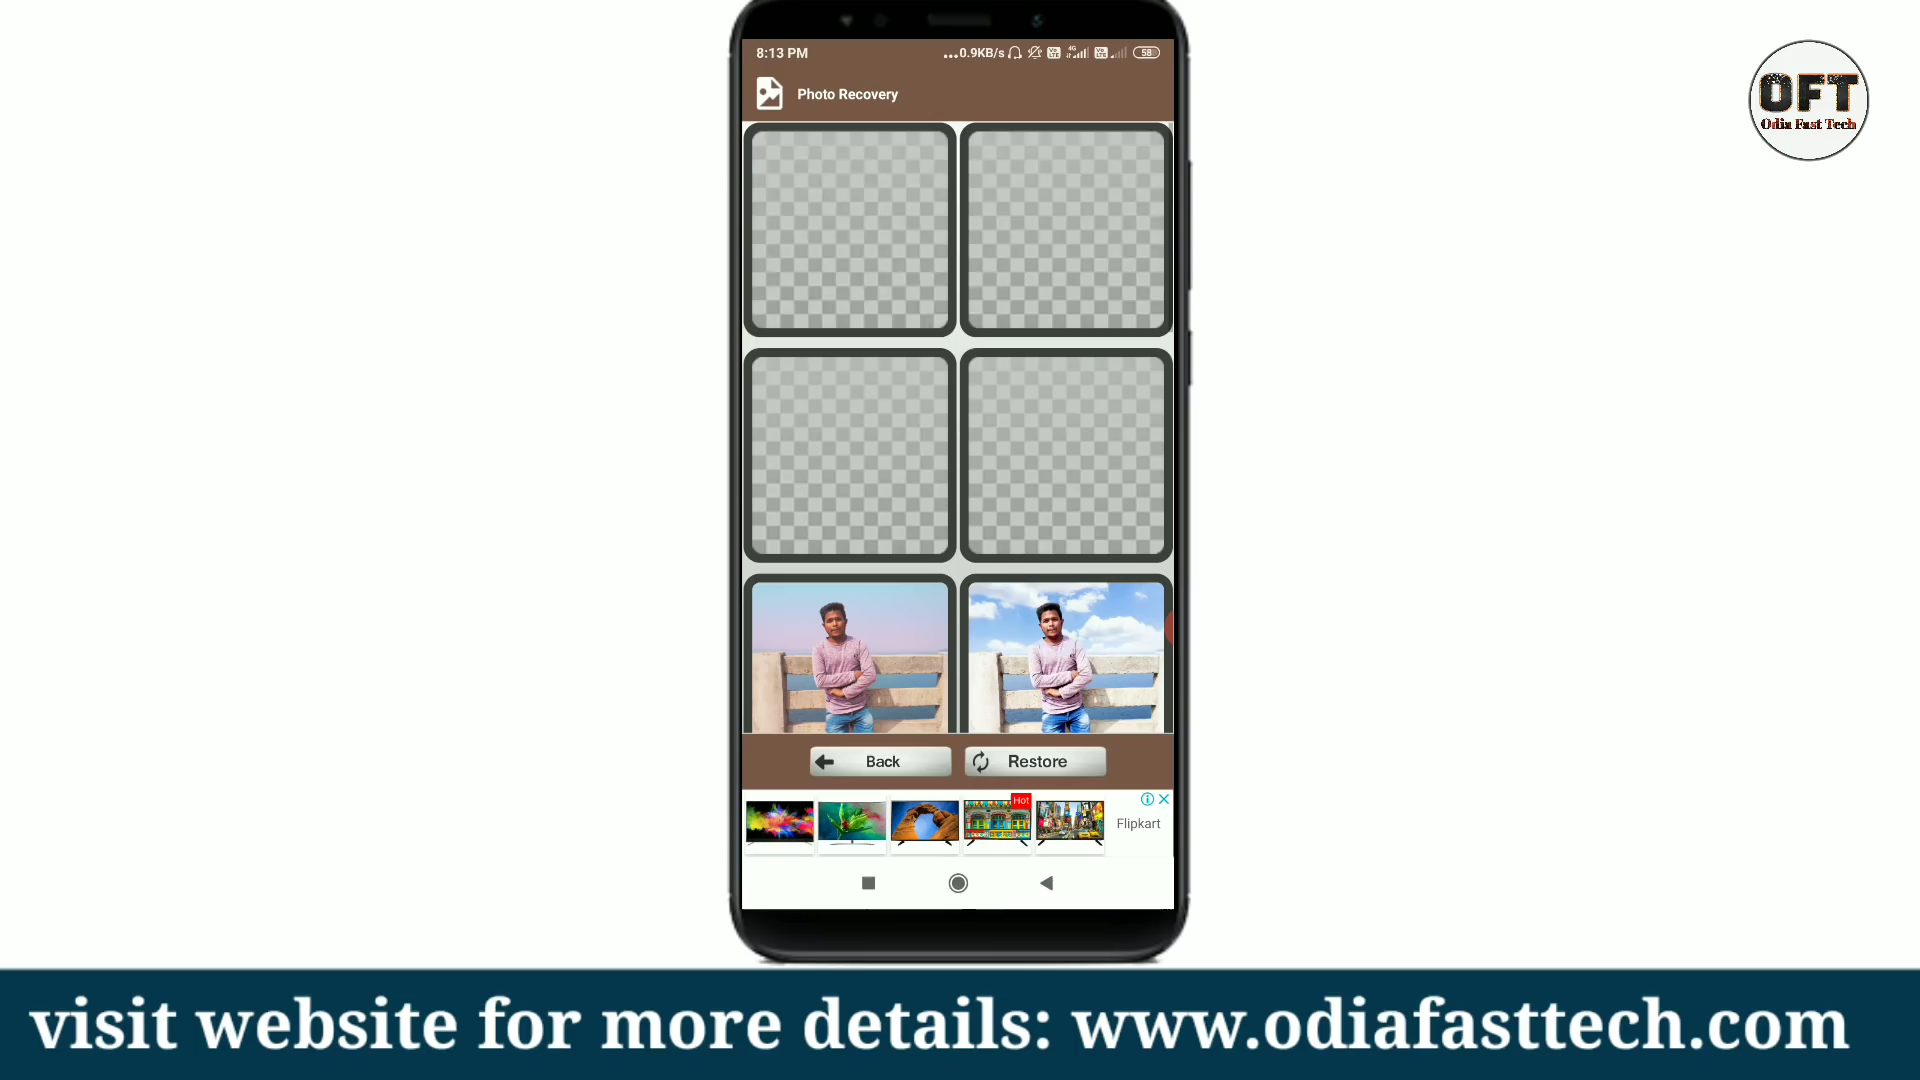 8:13 PM
...0.9KB/s
4G
58
Photo Recovery
OFT
Odia Fast Tech
Back
Restore
Hot
Flipkart
visit website for more details: www.odiafasttech.com